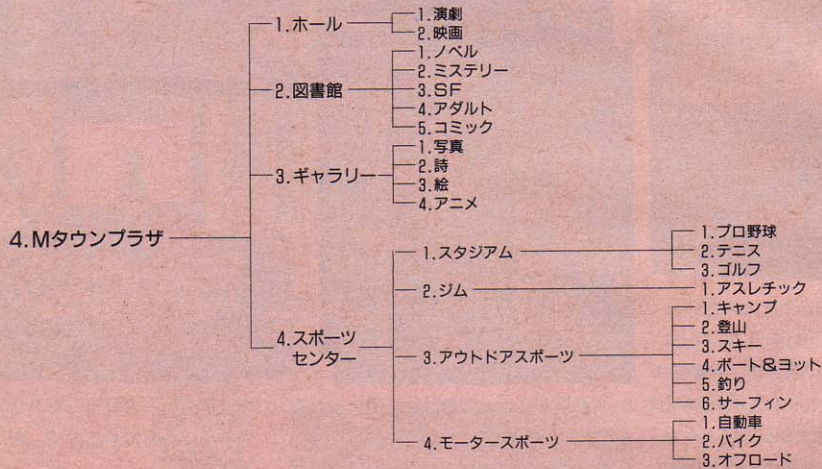 4.Mタウンプラザ
1.ホール
1.演劇
2.映画
2.図書館
1.ノベル
2.ミステリー
3.SF
4.アダルト
5.コミック
3.ギャラリー
1.写真
2.詩
3.絵
4.アニメ
4.スポーツ
センター
1.スタジアム
1.プロ野球
2.テニス
3.ゴルフ
2.ジム
1.アスレチック
3.アウトドアスポーツ
1.キャンプ
2.登山
3.スキー
4.ボート&ヨット
5.釣り
6.サーフィン
4.モータースポーツ
1.自動車
2.バイク
3.オフロード